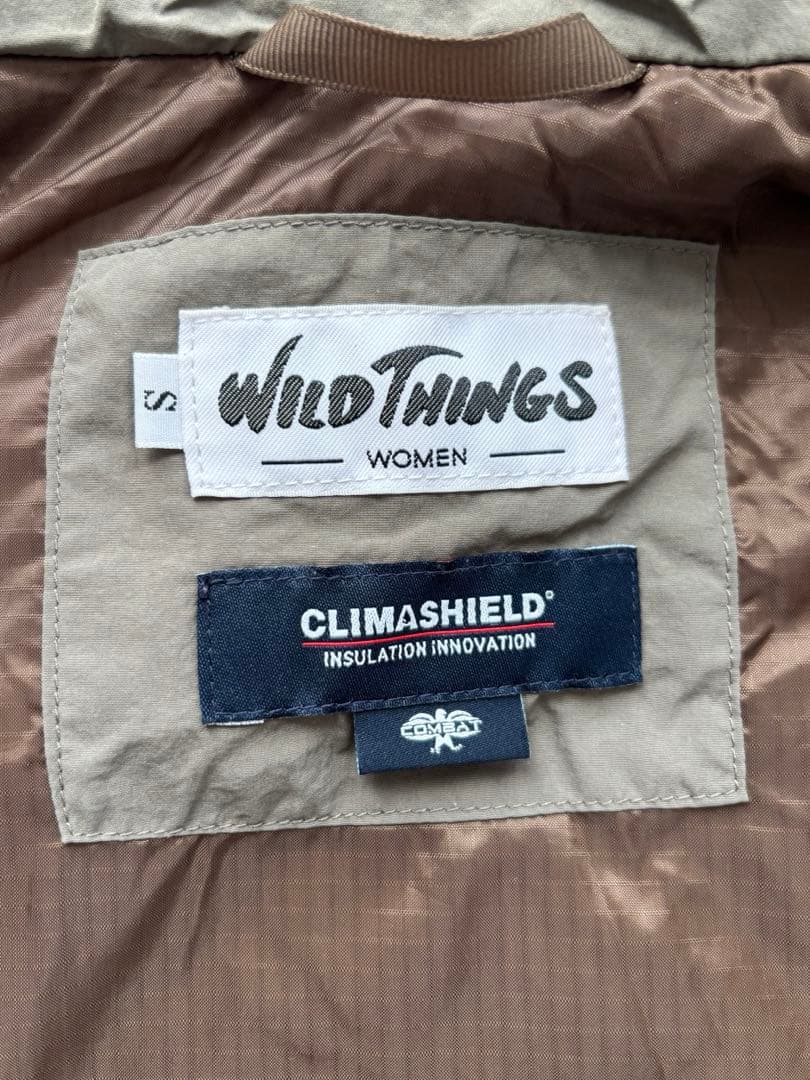 S
WILD THINGS
WOMEN
CLIMASHIELD®
INSULATION INNOVATION
COMBAT